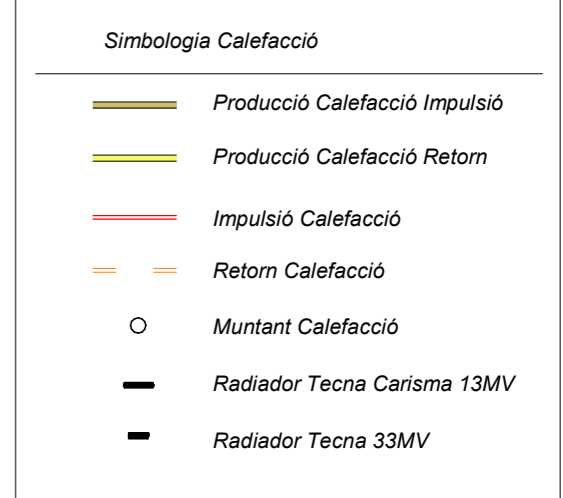 Simbologia Calefacció
Producció Calefacció Impulsió
Producció Calefacció Retorn
Impulsió Calefacció
Retorn Calefacció
Muntant Calefacció
Radiador Tecna Carisma 13MV
Radiador Tecna 33MV